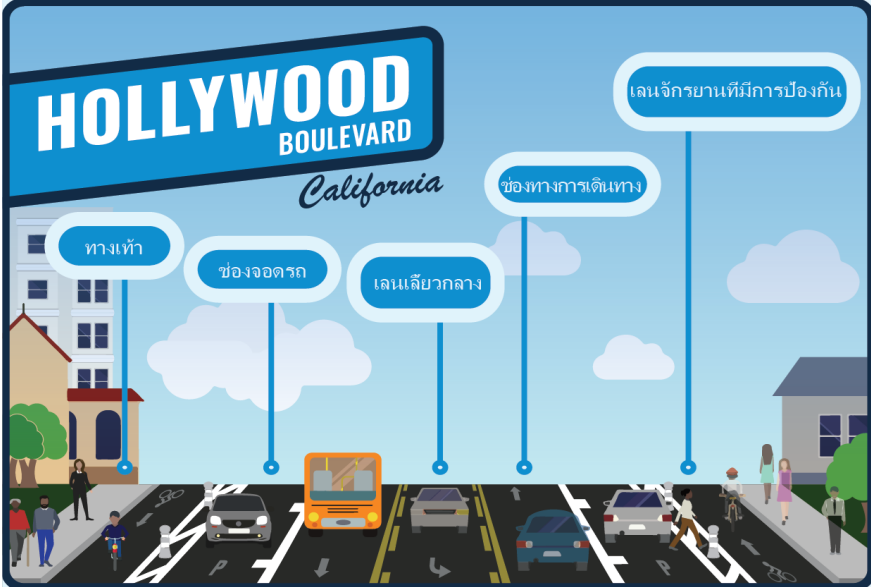 HOLLYWOOD
BOULEVARD
California
เลนจักรยานที่มีการป้องกัน
ช่องทางการเดินทาง
ทางเท้า
ช่องจอดรถ
เลนเลี้ยวกลาง
P
P